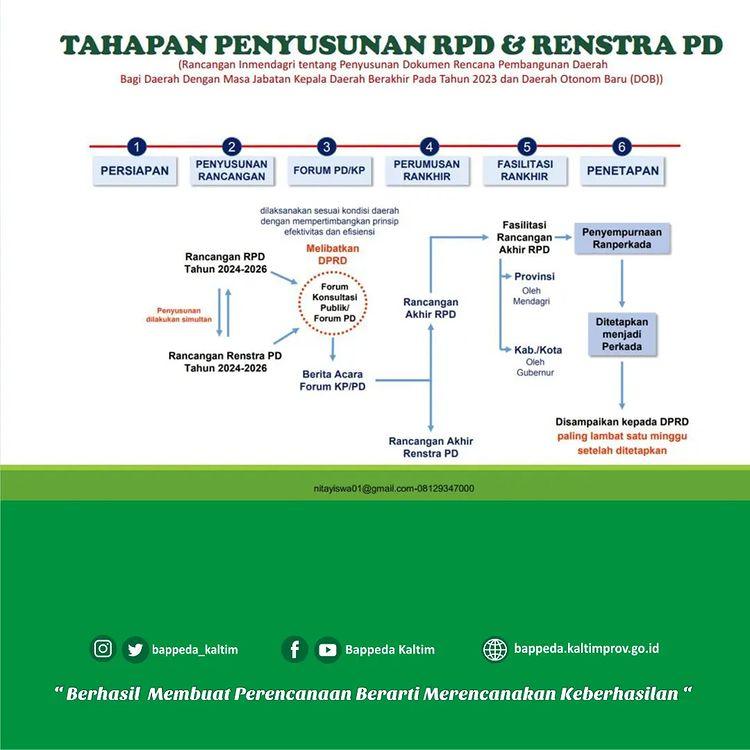 TAHAPAN PENYUSUNAN RPD & RENSTRA PD
(Rancangan Inmendagri tentang Penyusunan Dokumen Rencana Pembangunan Daerah
Bagi Daerah Dengan Masa Jabatan Kepala Daerah Berakhir Pada Tahun 2023 dan Daerah Otonom Baru (DOB))
1
PERSIAPAN
2
PENYUSUNAN
RANCANGAN
3
FORUM PD/KP
4
PERUMUSAN
RANKHIR
5
FASILITASI
RANKHIR
6
PENETAPAN
Rancangan RPD
Tahun 2024-2026
Penyusunan
dilakukan simultan
Rancangan Renstra PD
Tahun 2024-2026
dilaksanakan sesuai kondisi daerah
dengan mempertimbangkan prinsip
efektivitas dan efisiensi
Melibatkan
DPRD
Forum
Konsultasi
Publik/
Forum PD
Berita Acara
Forum KP/PD
Rancangan
Akhir RPD
Rancangan Akhir
Renstra PD
Fasilitasi
Rancangan
Akhir RPD
Provinsi
Oleh
Mendagri
Kab./Kota
Oleh
Gubernur
Penyempurnaan
Ranperkada
Ditetapkan
menjadi
Perkada
Disampaikan kepada DPRD
paling lambat satu minggu
setelah ditetapkan
nitayiswa01@gmail.com-08129347000
bappeda_kaltim
Bappeda Kaltim
bappeda.kaltimprov.go.id
“ Berhasil Membuat Perencanaan Berarti Merencanakan Keberhasilan “